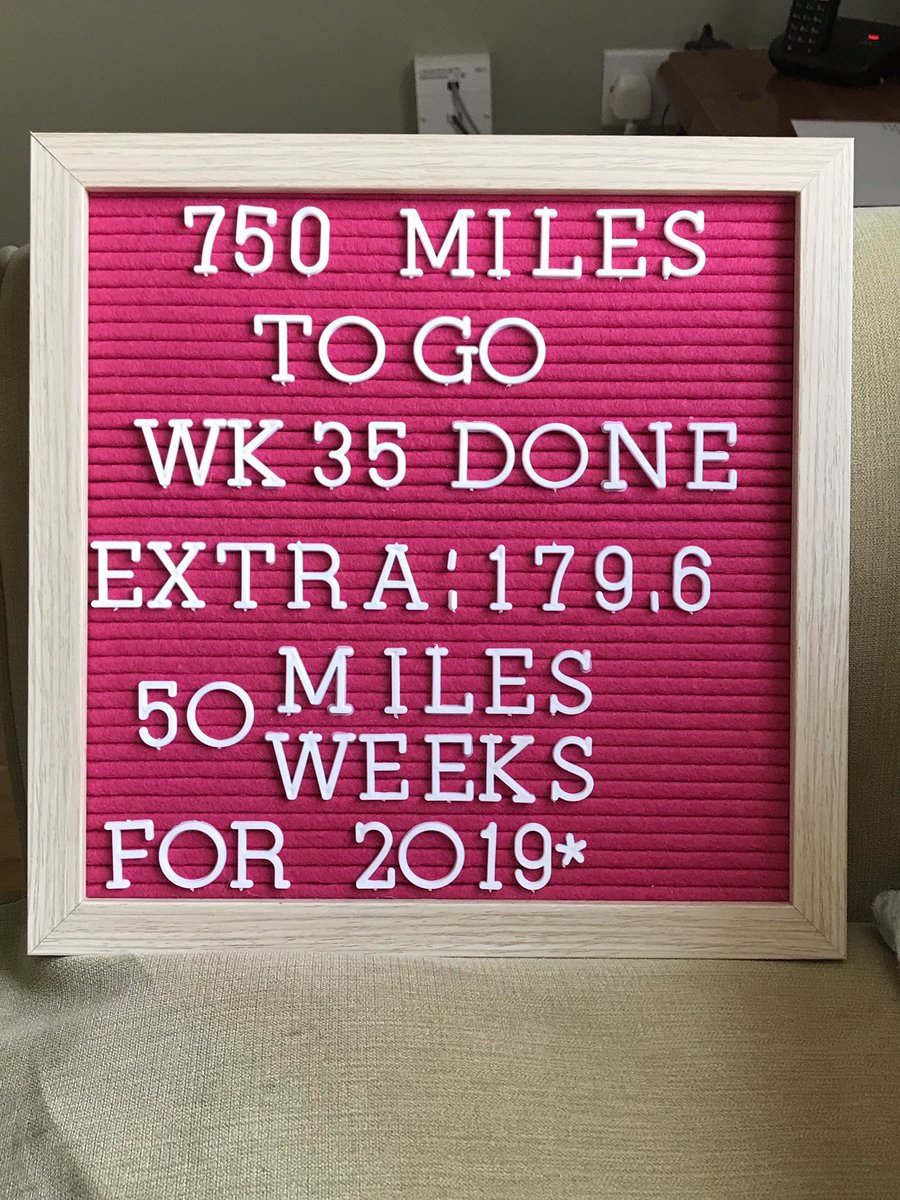 750 MILES
TO GO
WK 35 DONE
EXTRA:179.6
50 MILES
WEEKS
FOR 2019*